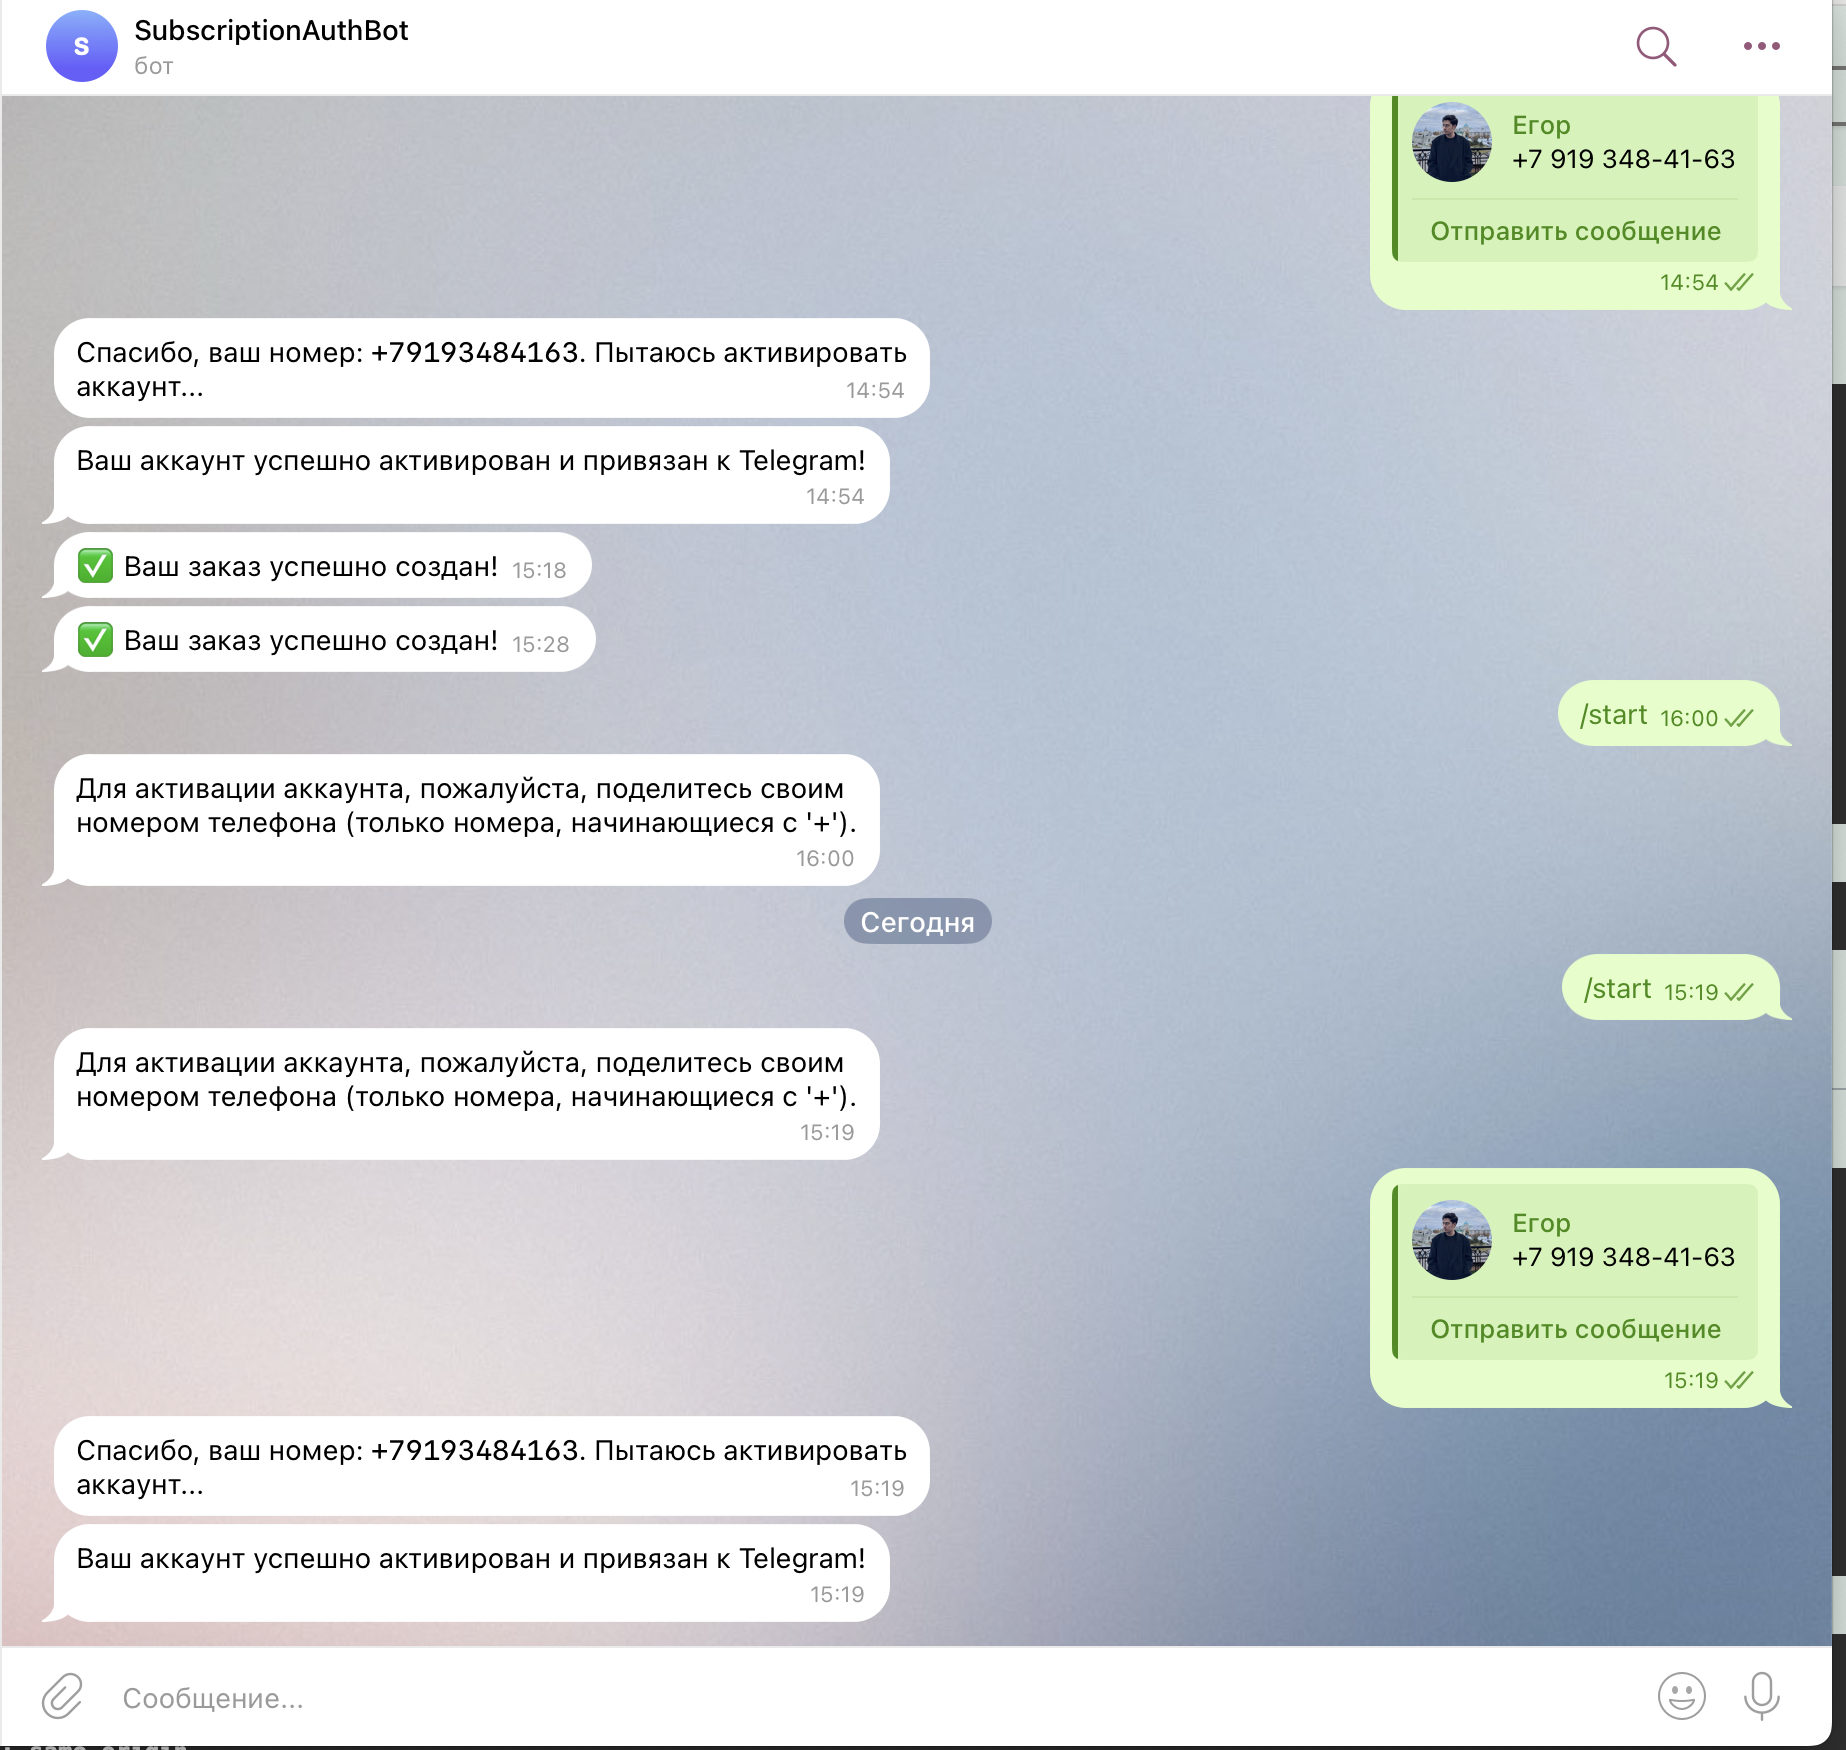 S
SubscriptionAuthBot
бот
Егор
+7 919 348-41-63
Отправить сообщение
14:54
Спасибо, ваш номер: +79193484163. Пытаюсь активировать
аккаунт...
14:54
Ваш аккаунт успешно активирован и привязан к Telegram!
14:54
✅ Ваш заказ успешно создан! 15:18
✅ Ваш заказ успешно создан! 15:28
/start 16:00
Для активации аккаунта, пожалуйста, поделитесь своим
номером телефона (только номера, начинающиеся с '+').
16:00
Сегодня
/start 15:19
Для активации аккаунта, пожалуйста, поделитесь своим
номером телефона (только номера, начинающиеся с '+').
15:19
Егор
+7 919 348-41-63
Отправить сообщение
15:19
Спасибо, ваш номер: +79193484163. Пытаюсь активировать
аккаунт...
15:19
Ваш аккаунт успешно активирован и привязан к Telegram!
15:19
Сообщение...